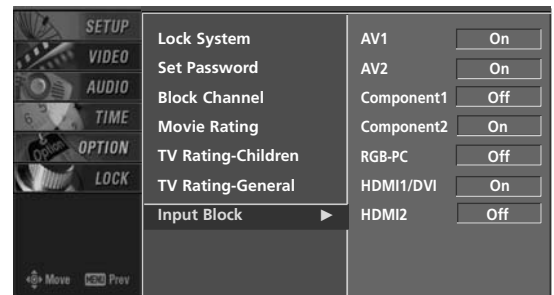 SETUP
VIDEO
AUDIO
TIME
OPTION
LOCK
Move MENU Prev
Lock System
Set Password
Block Channel
Movie Rating
TV Rating-Children
TV Rating-General
Input Block ►
AV1 On
AV2 On
Component1 Off
Component2 On
RGB-PC Off
HDMI1/DVI On
HDMI2 Off